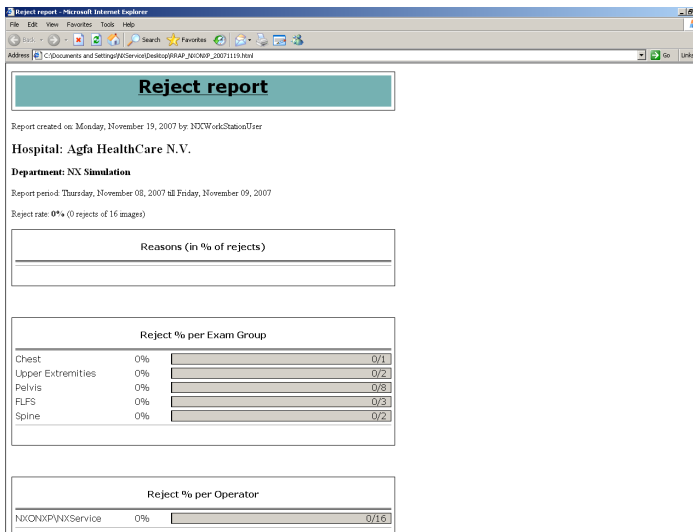 Reject report - Microsoft Internet Explorer
File Edit View Favorites Tools Help
Back Search Favorites
Address C:\Documents and Settings\NXService\Desktop\RRAP_NXONXP_20071119.html Go Links
Reject report
Report created on: Monday, November 19, 2007 by: NXWorkStationUser
Hospital: Agfa HealthCare N.V.
Department: NX Simulation
Report period: Thursday, November 08, 2007 till Friday, November 09, 2007
Reject rate: 0% (0 rejects of 16 images)
Reasons (in % of rejects)
Reject % per Exam Group
Chest 0% 0/1
Upper Extremities 0% 0/2
Pelvis 0% 0/8
FLFS 0% 0/3
Spine 0% 0/2
Reject % per Operator
NXONXP\NXService 0% 0/16